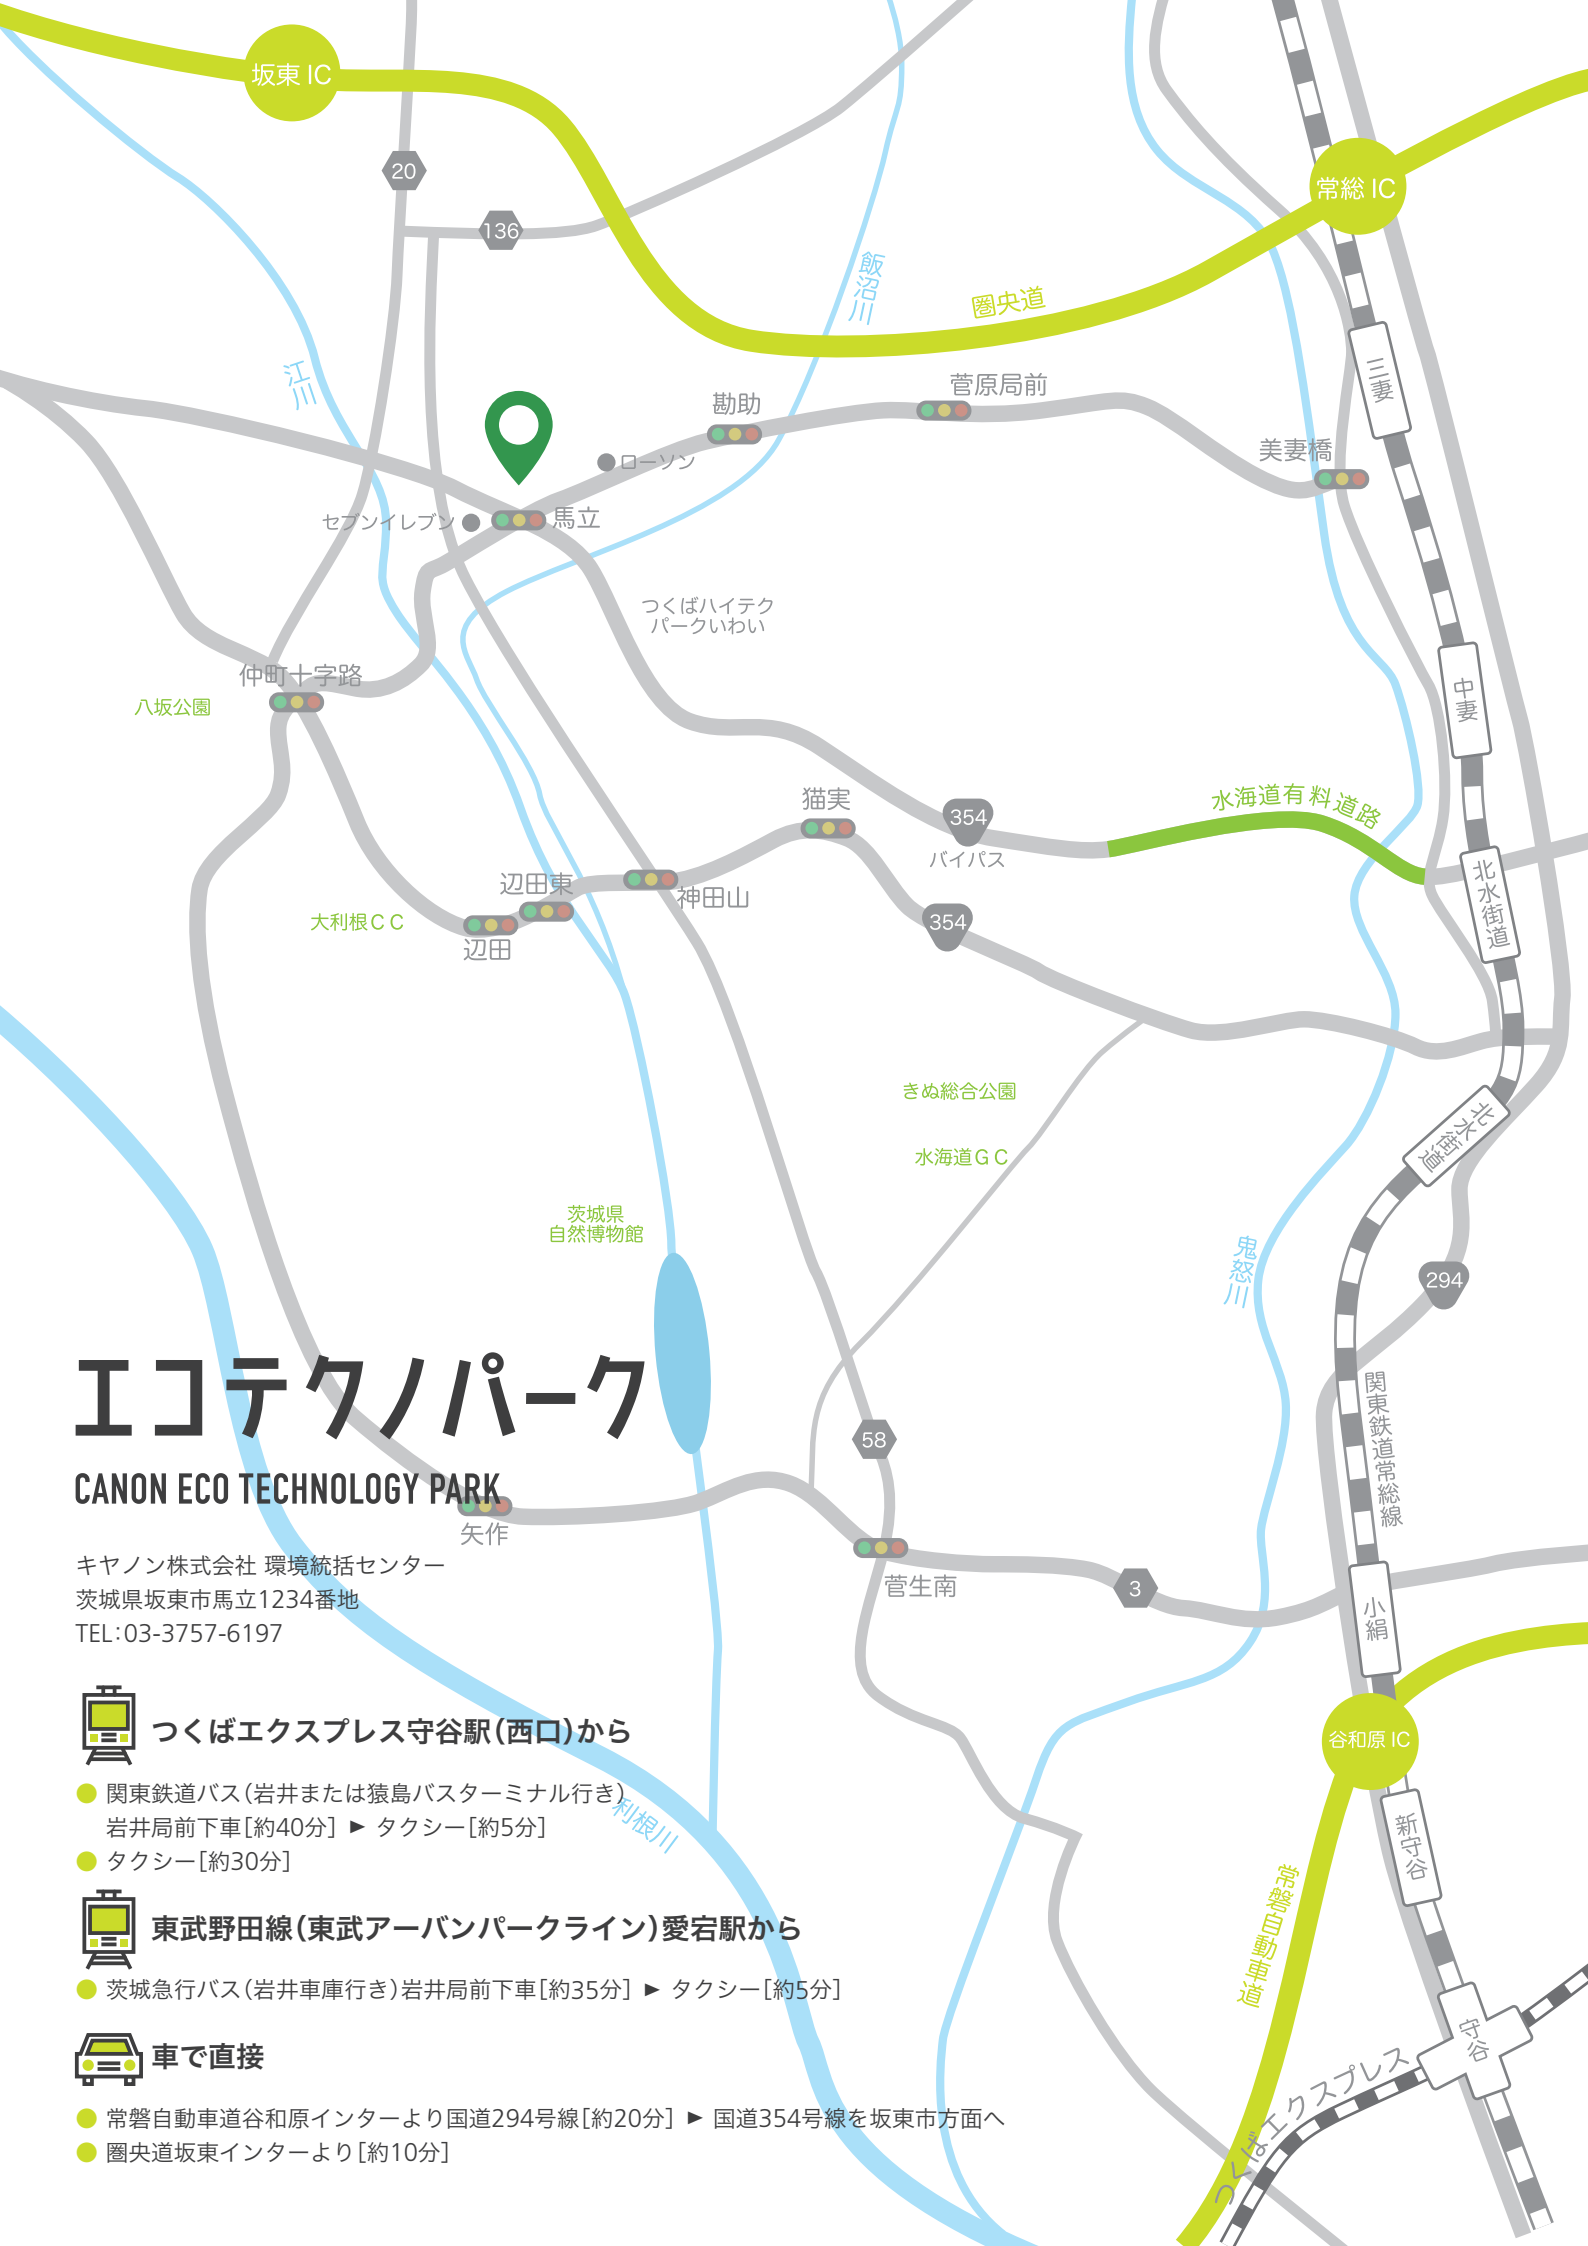 坂東 IC
20
136
常総 IC
飯沼川
圏央道
江川
三妻
勘助
菅原局前
美妻橋
ローソン
セブンイレブン
馬立
つくばハイテク
パークいわい
仲町十字路
八坂公園
中妻
猫実
354
バイパス
水海道有料道路
北水街道
辺田東
神田山
大利根CC
辺田
354
きぬ総合公園
水海道GC
北水街道
茨城県
自然博物館
鬼怒川
294
関東鉄道常総線
58
矢作
菅生南
3
小絹
谷和原 IC
新守谷
利根川
常磐自動車道
守谷
つくばエクスプレス
エコテクノパーク
CANON ECO TECHNOLOGY PARK
キヤノン株式会社 環境統括センター
茨城県坂東市馬立1234番地
TEL:03-3757-6197
つくばエクスプレス守谷駅(西口)から
● 関東鉄道バス(岩井または猿島バスターミナル行き)
岩井局前下車[約40分] ► タクシー[約5分]
● タクシー[約30分]
東武野田線(東武アーバンパークライン)愛宕駅から
● 茨城急行バス(岩井車庫行き)岩井局前下車[約35分] ► タクシー[約5分]
車で直接
● 常磐自動車道谷和原インターより国道294号線[約20分] ► 国道354号線を坂東市方面へ
● 圏央道坂東インターより[約10分]